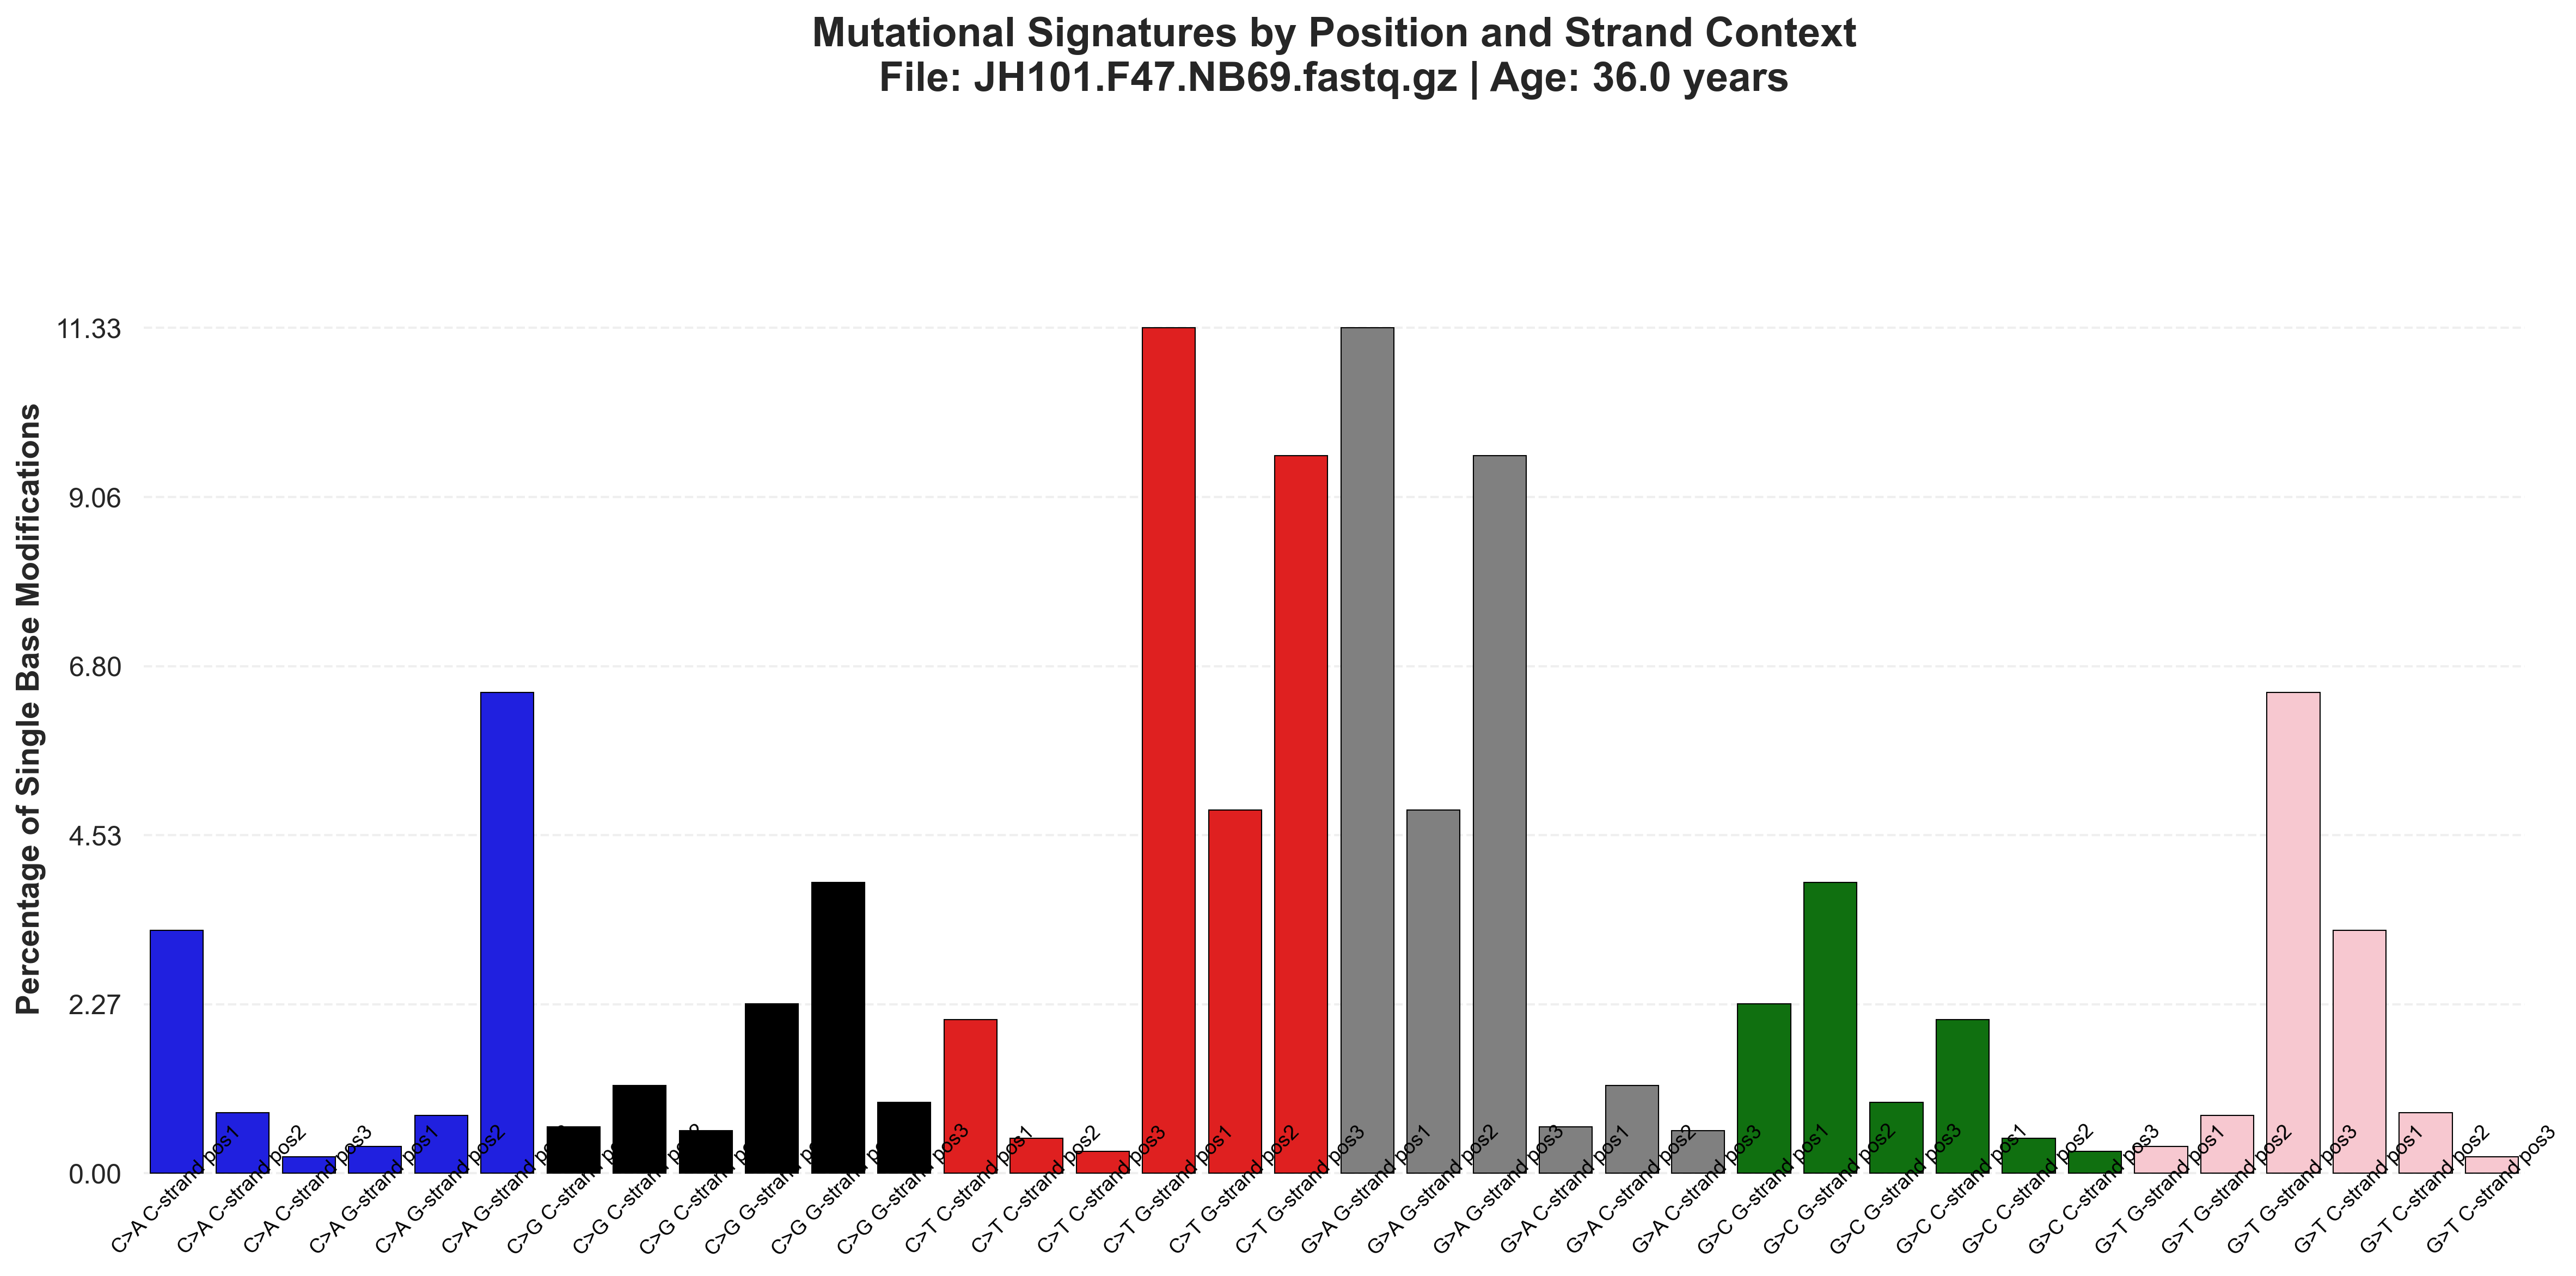 Mutational Signatures by Position and Strand Context
File: JH101.F47.NB69.fastq.gz | Age: 36.0 years
Percentage of Single Base Modifications
11.33
9.06
6.80
4.53
2.27
0.00
C>A C-strand pos1
C>A C-strand pos2
C>A C-strand pos3
C>A G-strand pos1
C>A G-strand pos2
C>A G-strand pos3
C>G C-strand pos1
C>G C-strand pos2
C>G C-strand pos3
C>G G-strand pos1
C>G G-strand pos2
C>G G-strand pos3
C>T C-strand pos1
C>T C-strand pos2
C>T C-strand pos3
C>T G-strand pos1
C>T G-strand pos2
C>T G-strand pos3
G>A G-strand pos1
G>A G-strand pos2
G>A G-strand pos3
G>A C-strand pos1
G>A C-strand pos2
G>A C-strand pos3
G>C G-strand pos1
G>C G-strand pos2
G>C G-strand pos3
G>C C-strand pos1
G>C C-strand pos2
G>C C-strand pos3
G>T G-strand pos1
G>T G-strand pos2
G>T G-strand pos3
G>T C-strand pos1
G>T C-strand pos2
G>T C-strand pos3